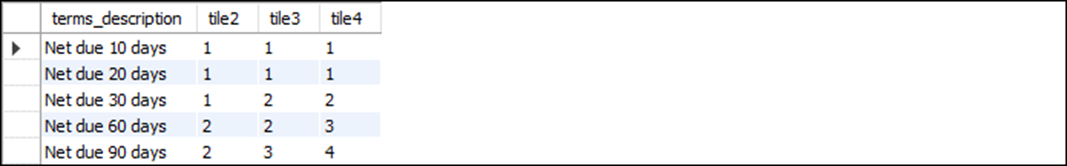 terms_description tile2 tile3 tile4
Net due 10 days 1 1 1
Net due 20 days 1 1 1
Net due 30 days 1 2 2
Net due 60 days 2 2 3
Net due 90 days 2 3 4